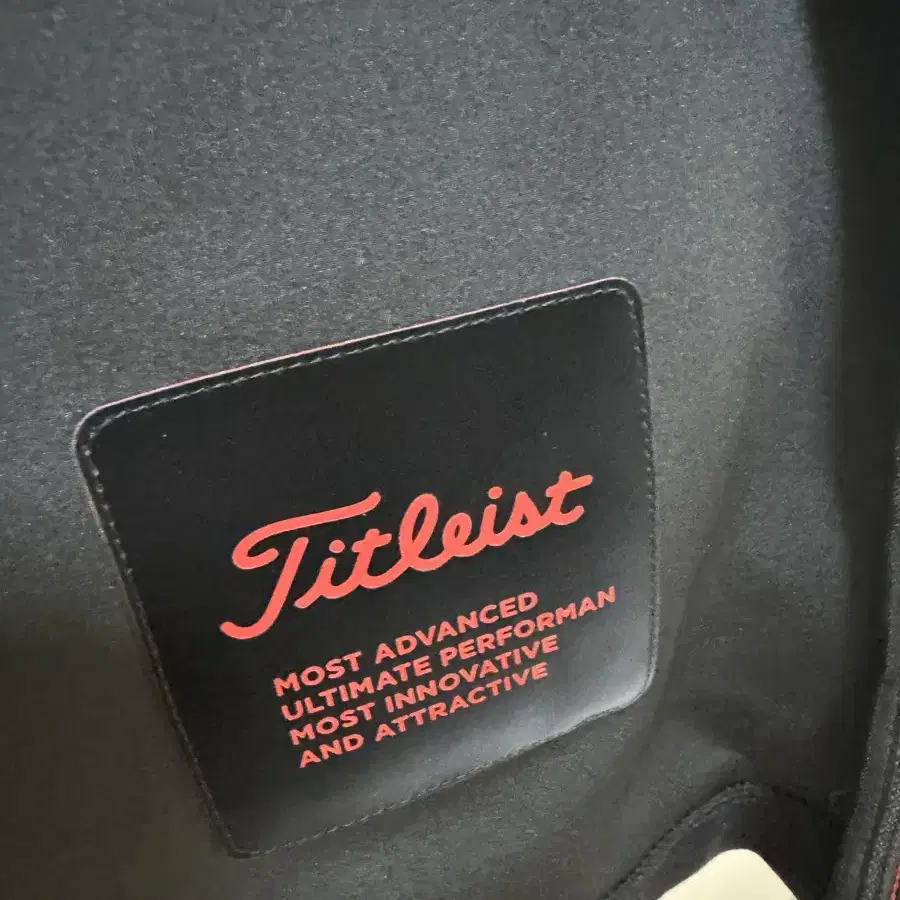 Titleist
MOST ADVANCED
ULTIMATE PERFORMAN
MOST INNOVATIVE
AND ATTRACTIVE